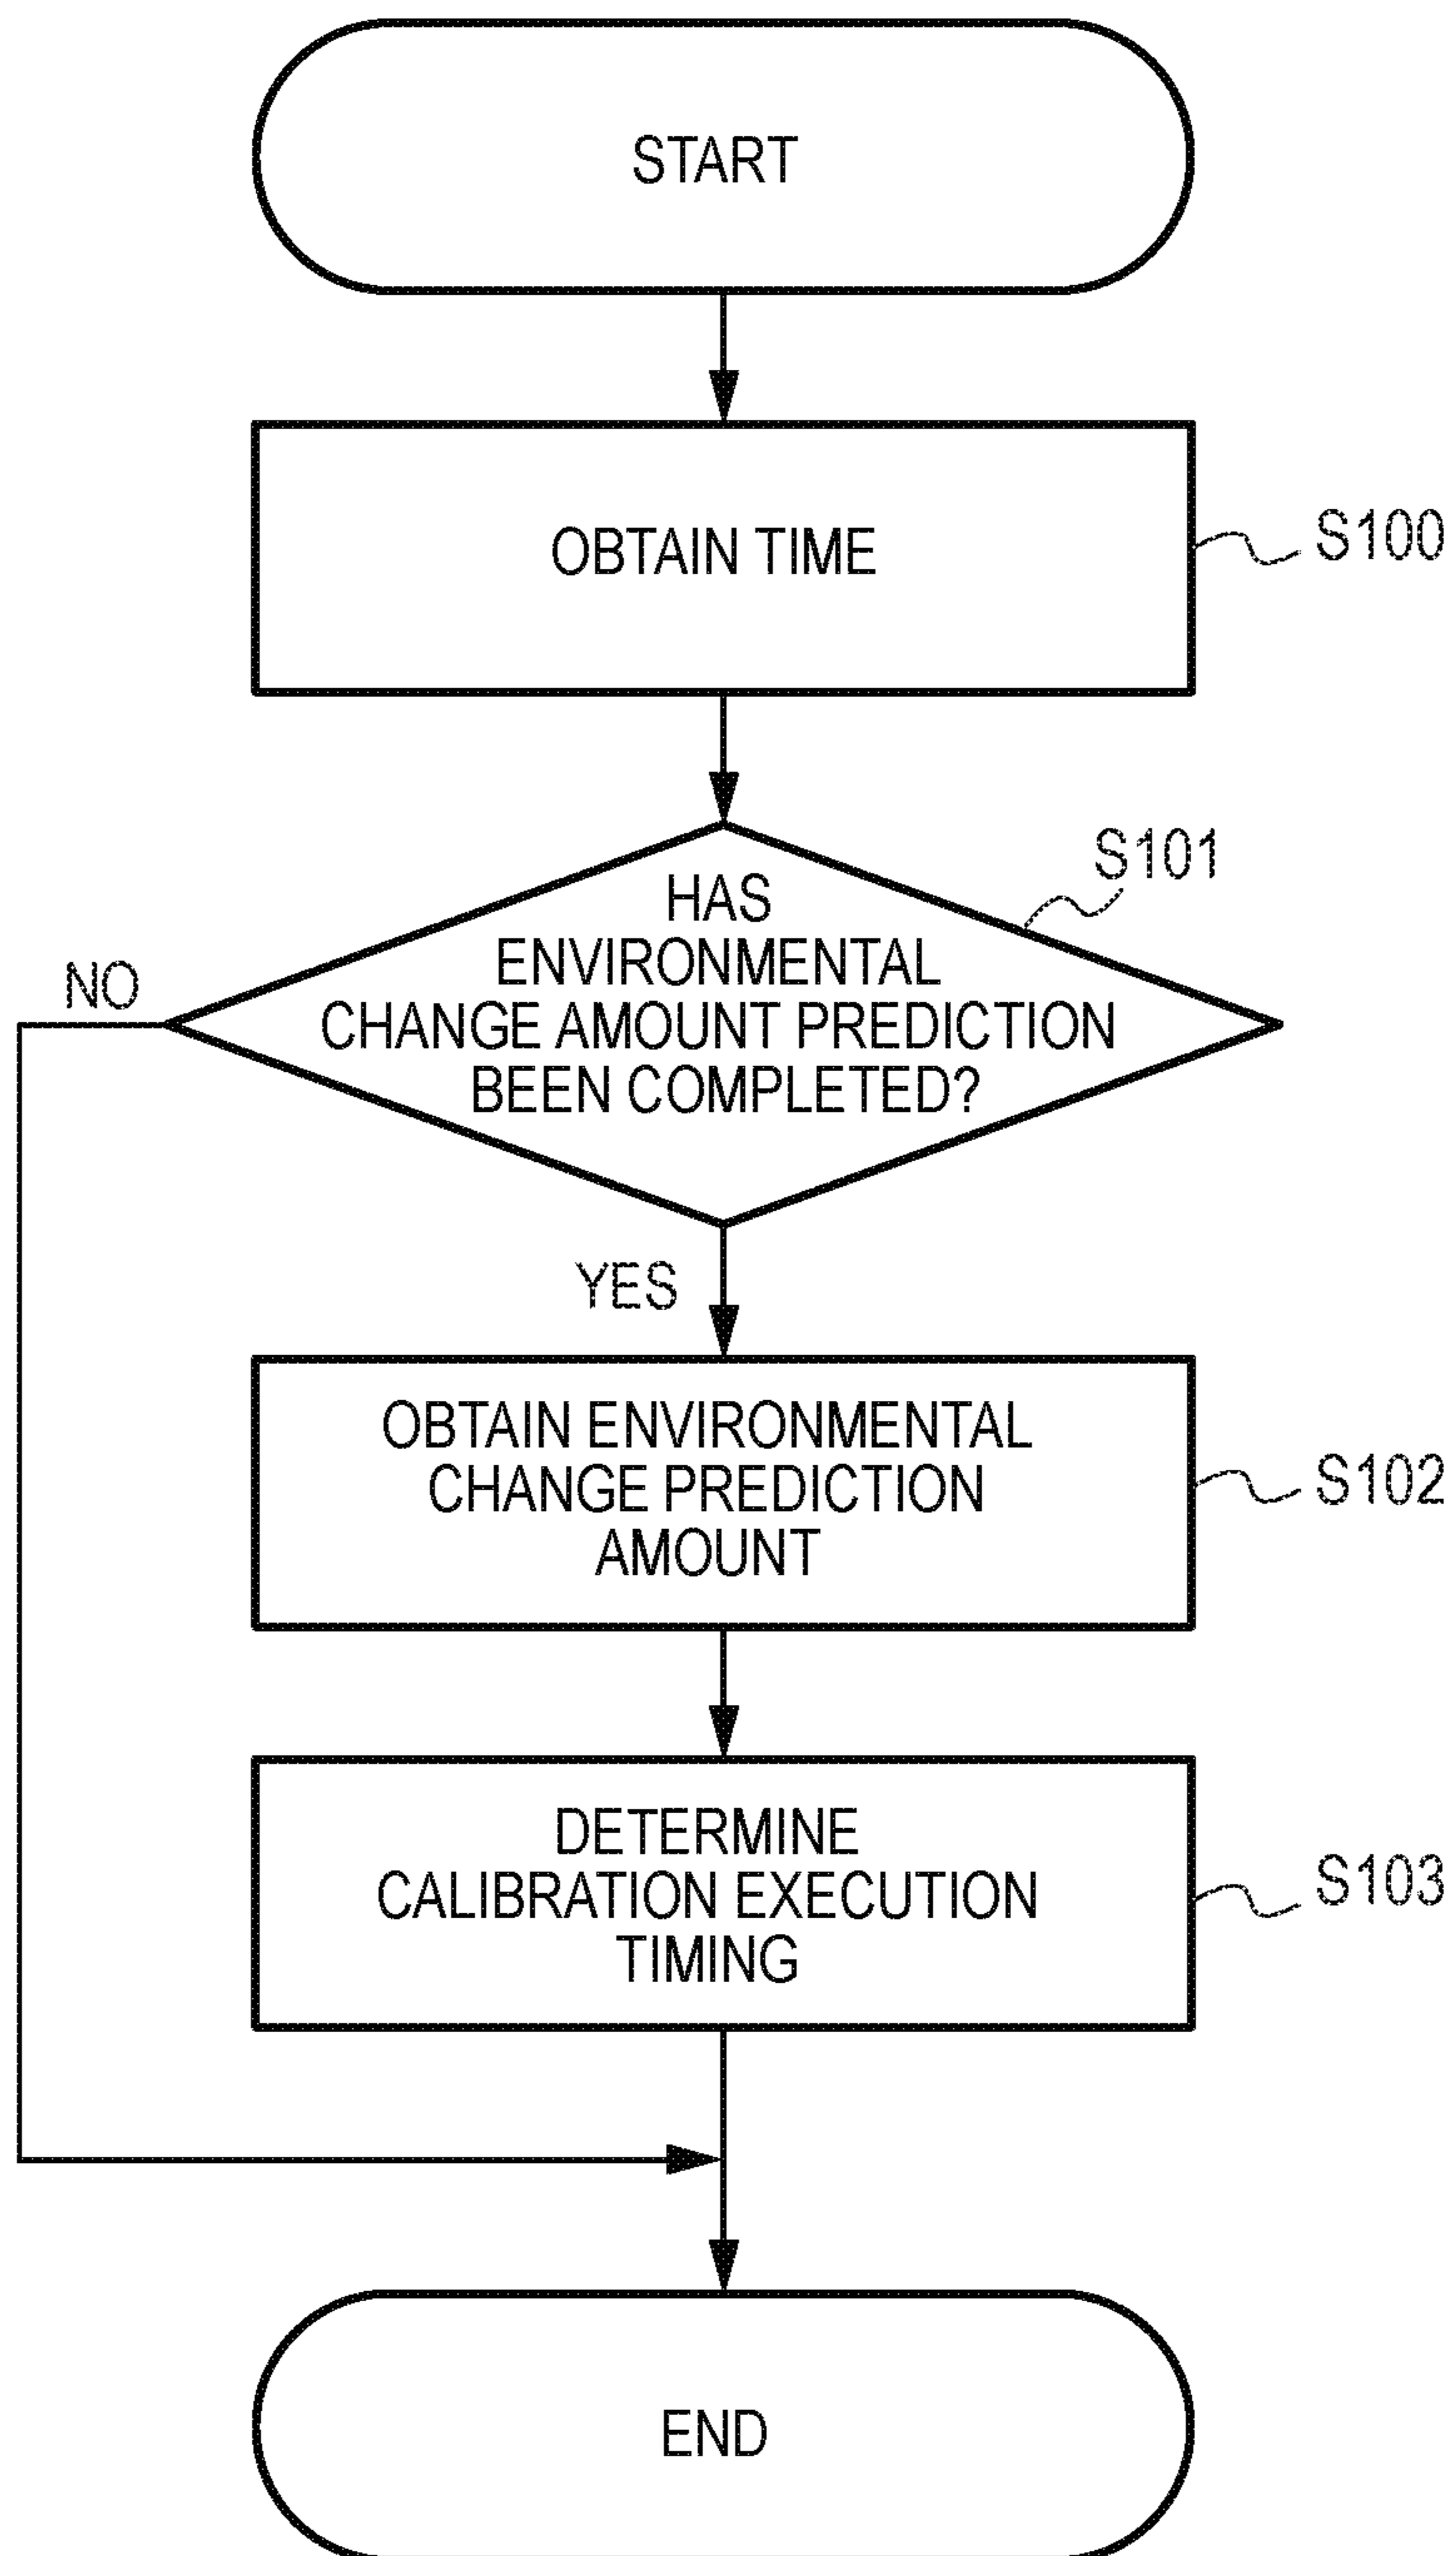 START
OBTAIN TIME
S100
S101
HAS
ENVIRONMENTAL
CHANGE AMOUNT PREDICTION
BEEN COMPLETED?
NO
YES
OBTAIN ENVIRONMENTAL
CHANGE PREDICTION
AMOUNT
S102
DETERMINE
CALIBRATION EXECUTION
TIMING
S103
END